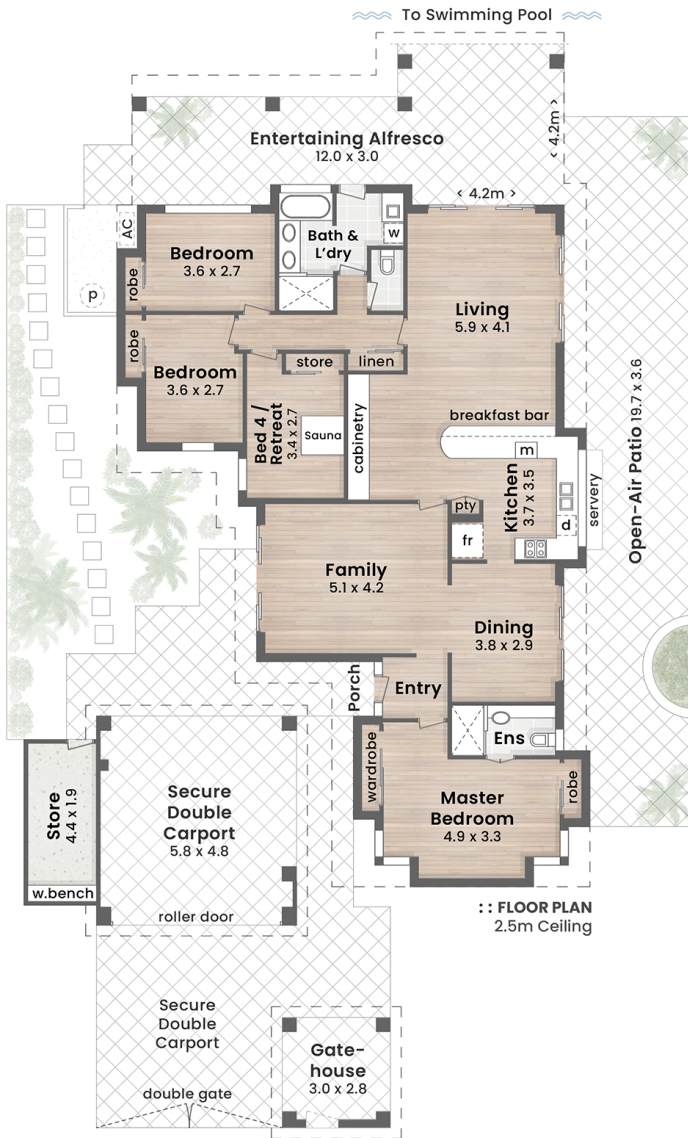 To Swimming Pool
< 4.2m >
Entertaining Alfresco
12.0 x 3.0
< 4.2m >
AC
Bedroom
3.6 x 2.7
Bath &
L’dry
w
robe
p
Living
5.9 x 4.1
robe
Bedroom
3.6 x 2.7
store
linen
Bed 4 /
Retreat
3.4 x 2.7
Sauna
cabinetry
breakfast bar
m
Kitchen
3.7 x 3.5
servery
d
pty
fr
Open-Air Patio 19.7 x 3.6
Family
5.1 x 4.2
Dining
3.8 x 2.9
Porch
Entry
Ens
wardrobe
Master
Bedroom
4.9 x 3.3
robe
Store
4.4 x 1.9
w.bench
Secure
Double
Carport
5.8 x 4.8
roller door
:: FLOOR PLAN
2.5m Ceiling
Secure
Double
Carport
Gate-
house
3.0 x 2.8
double gate